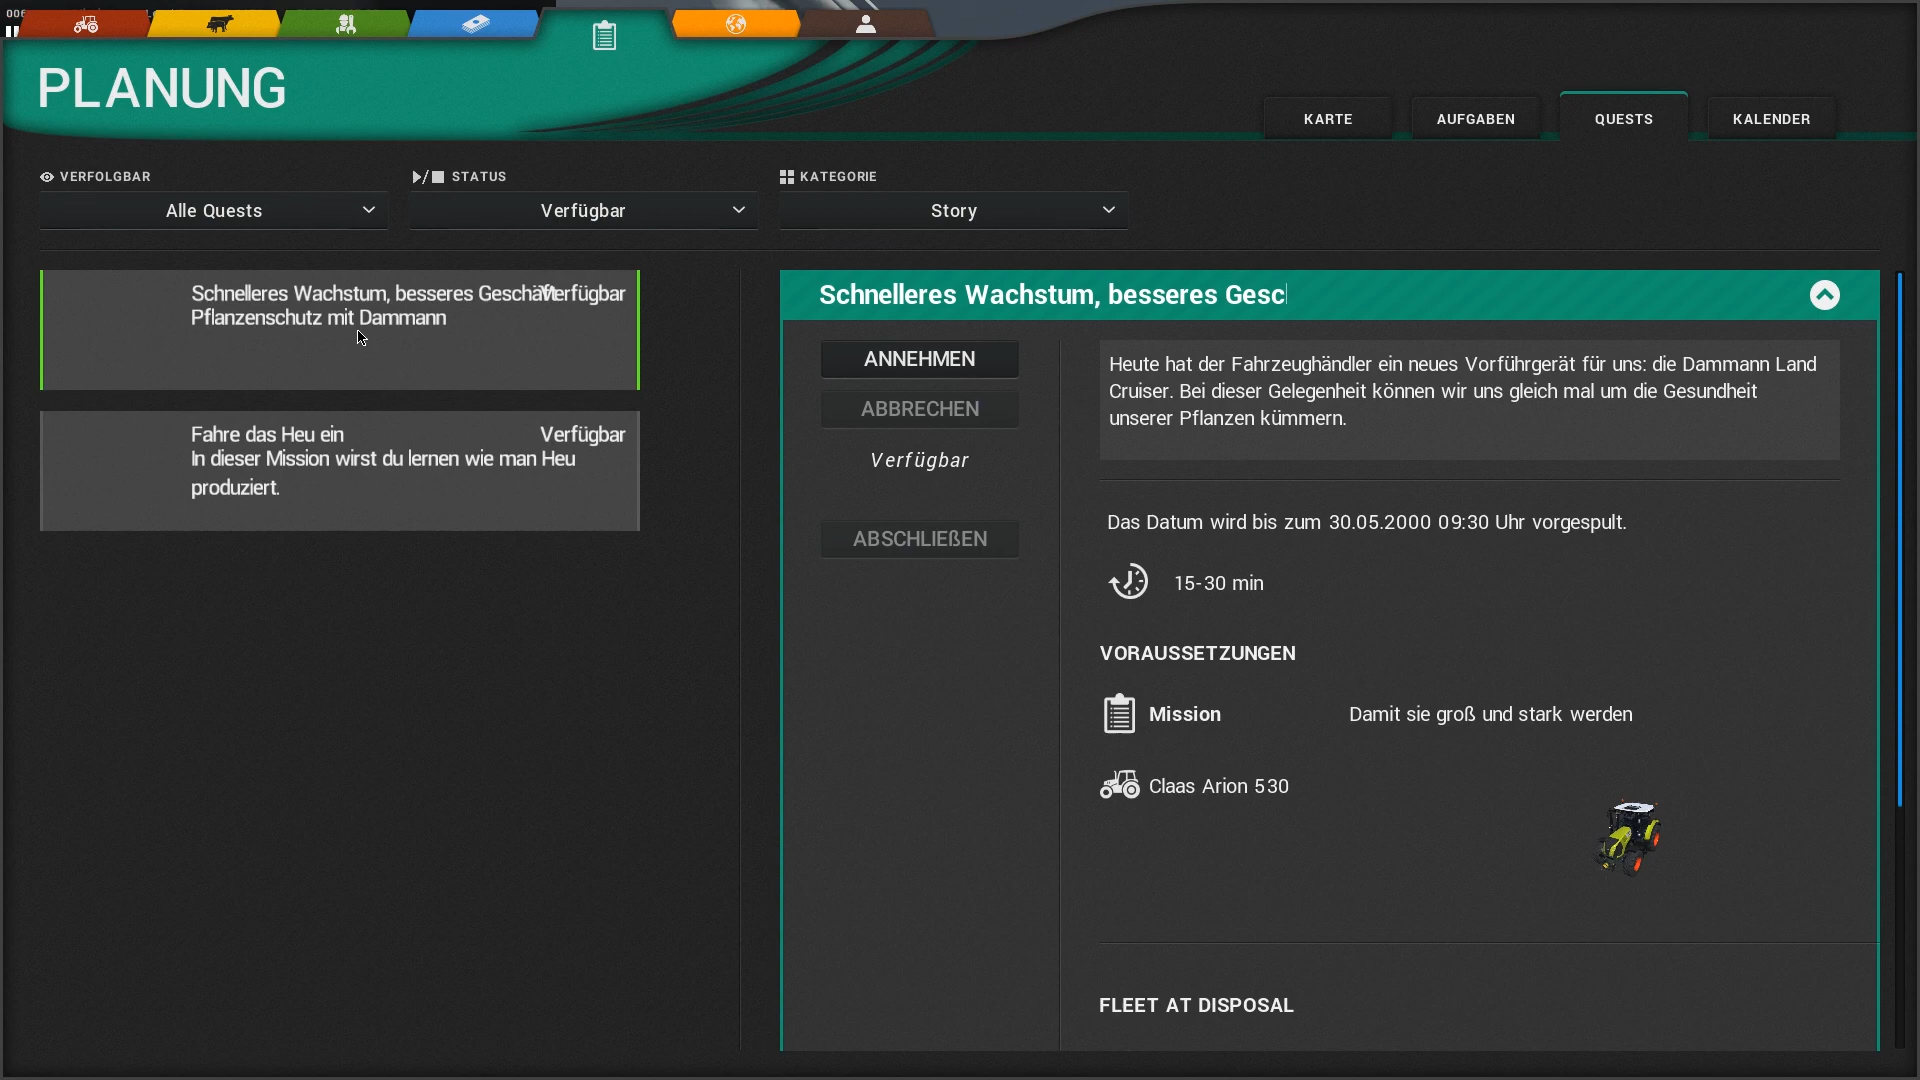 PLANUNG
KARTE
AUFGABEN
QUESTS
KALENDER
VERFOLGBAR
STATUS
KATEGORIE
Alle Quests
Verfügbar
Story
Schnelleres Wachstum, besseres Geschäft
Verfügbar
Pflanzenschutz mit Dammann
Fahre das Heu ein
Verfügbar
In dieser Mission wirst du lernen wie man Heu
produziert.
Schnelleres Wachstum, besseres Gesc
ANNEHMEN
ABBRECHEN
Verfügbar
ABSCHLIEßEN
Heute hat der Fahrzeughändler ein neues Vorführgerät für uns: die Dammann Land
Cruiser. Bei dieser Gelegenheit können wir uns gleich mal um die Gesundheit
unserer Pflanzen kümmern.
Das Datum wird bis zum 30.05.2000 09:30 Uhr vorgespult.
15-30 min
VORAUSSETZUNGEN
Mission
Damit sie groß und stark werden
Claas Arion 530
FLEET AT DISPOSAL